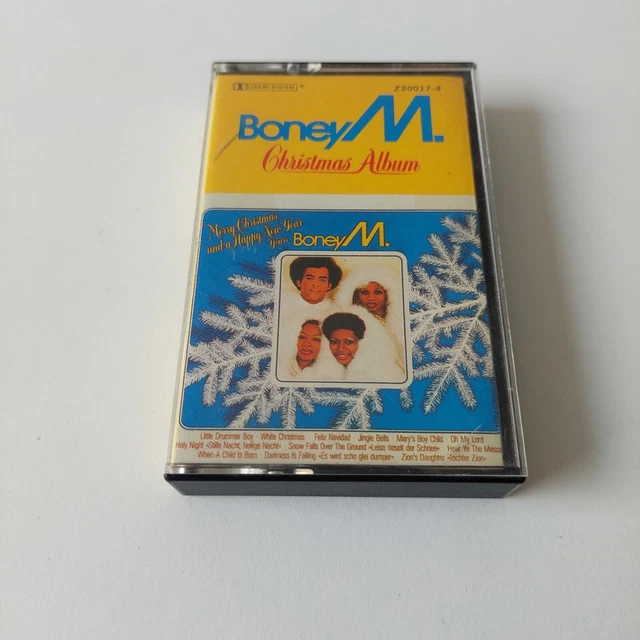 DOLBY SYSTEM ® Z20017-4
Boney M.
Christmas Album
Merry Christmas
and a Happy New Year
Yours Boney M.
Little Drummer Boy White Christmas Feliz Navidad Jingle Bells Mary's Boy Child Oh My Lord
Holy Night «Stille Nacht, heilige Nacht» Snow Falls Over The Ground «Leise rieselt der Schnee» Hear Ye The
When A Child Is Born Darkness Is Falling «Es wird scho glei dumper» Zion's Daughter «Tochter Zion»